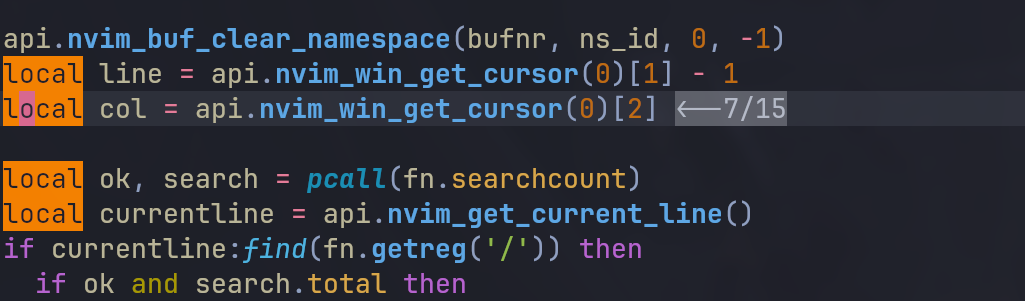 api.nvim_buf_clear_namespace(bufnr, ns_id, 0, -1)
local line = api.nvim_win_get_cursor(0)[1] - 1
local col = api.nvim_win_get_cursor(0)[2] <--7/15
local ok, search = pcall(fn.searchcount)
local currentline = api.nvim_get_current_line()
if currentline:find(fn.getreg('/')) then
if ok and search.total then